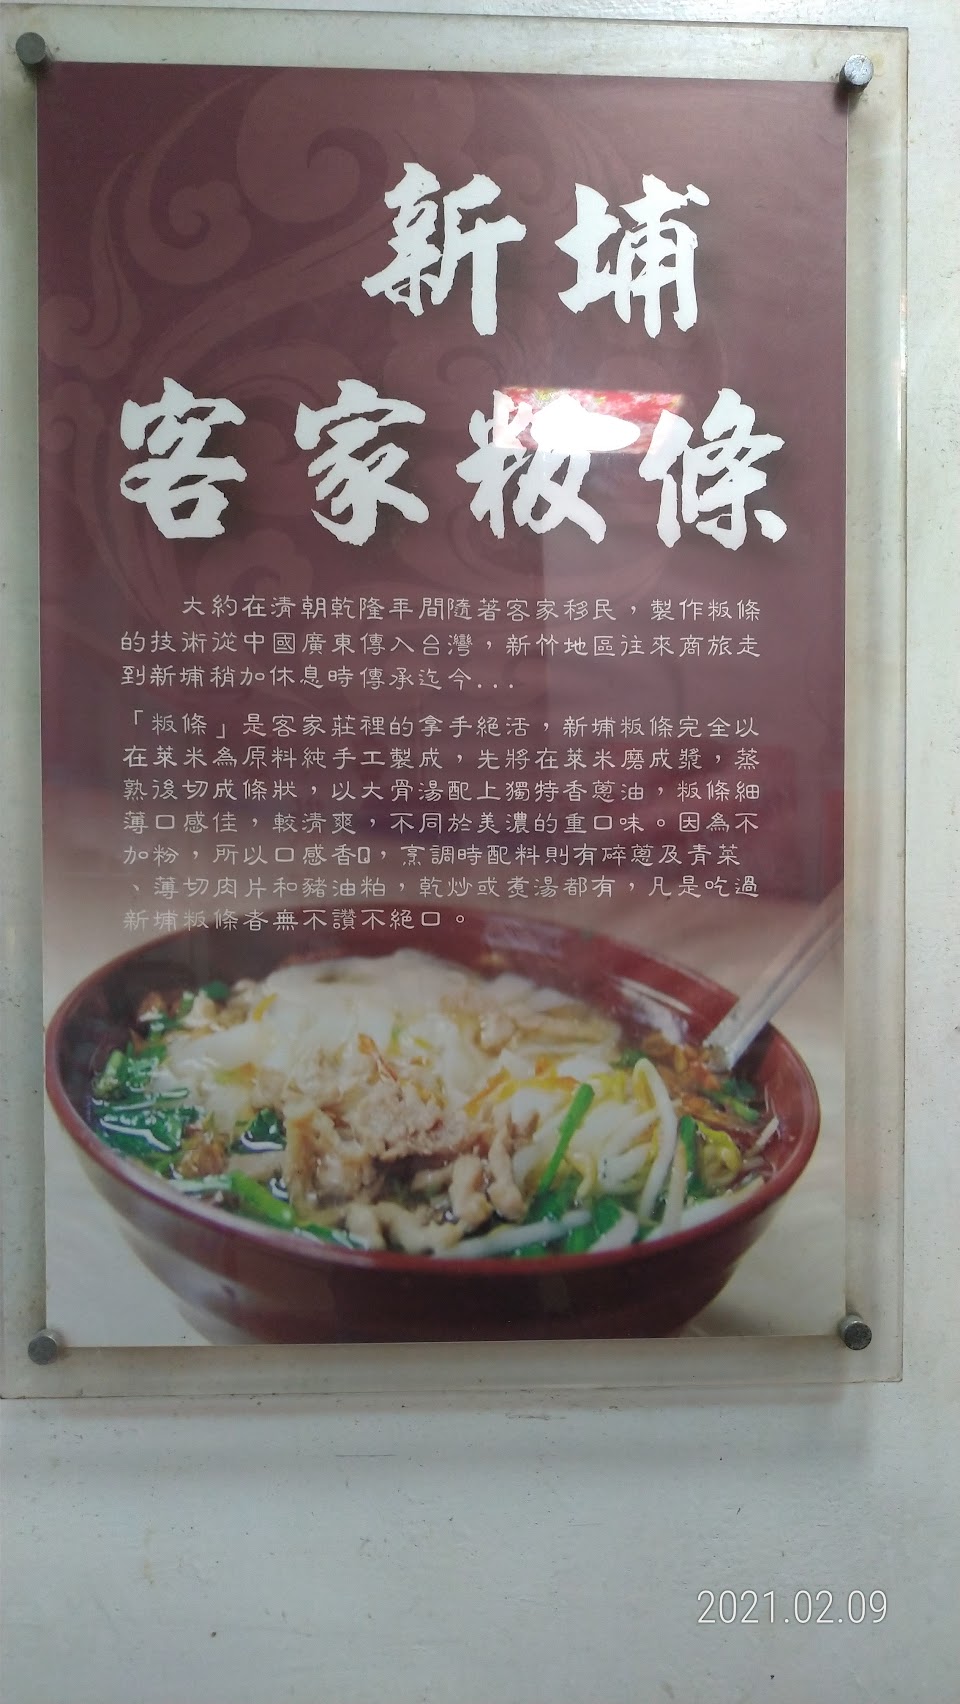 新埔
客家粄條
大約在清朝乾隆年間隨著客家移民，製作粄條
的技術從中國廣東傳入台灣，新竹地區往來商旅走
到新埔稍加休息時傳承迄今...
「粄條」是客家莊裡的拿手絕活，新埔粄條完全以
在萊米為原料純手工製成，先將在萊米磨成漿，蒸
熟後切成條狀，以大骨湯配上獨特香蔥油，粄條細
薄口感佳，較清爽，不同於美濃的重口味。因為不
加粉，所以口感香Q，烹調時配料則有碎蔥及青菜
、薄切肉片和豬油粕，乾炒或煮湯都有，凡是吃過
新埔粄條者無不讚不絕口。
2021.02.09